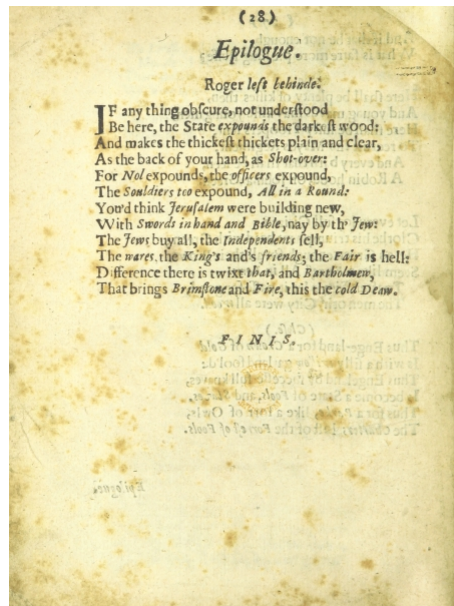 (28)
Epilogue.
Roger left behinde.
IF any thing obscure, not understood
Be here, the State expounds the darkest wood:
And makes the thickest thickets plain and clear,
As the back of your hand, as Shot-over:
For Nol expounds, the officers expound,
The Souldiers too expound, All in a Round:
You'd think Jerusalem were building new,
With Swords in hand and Bible, nay by th' Jew:
The Jews buy all, the Independents sell,
The wares, the King's and's friends; the Fair is hell:
Difference there is twixt that, and Bartholmew,
That brings Brimstone and Fire, this the cold Deaw.
FINIS.